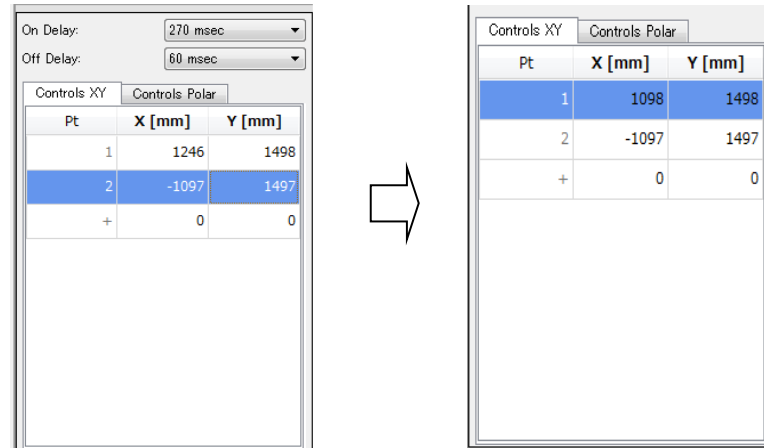 On Delay: 270 msec
Off Delay: 60 msec
Controls XY Controls Polar
Pt X [mm] Y [mm]
1 1246 1498
2 -1097 1497
+ 0 0
Controls XY Controls Polar
Pt X [mm] Y [mm]
1 1098 1498
2 -1097 1497
+ 0 0